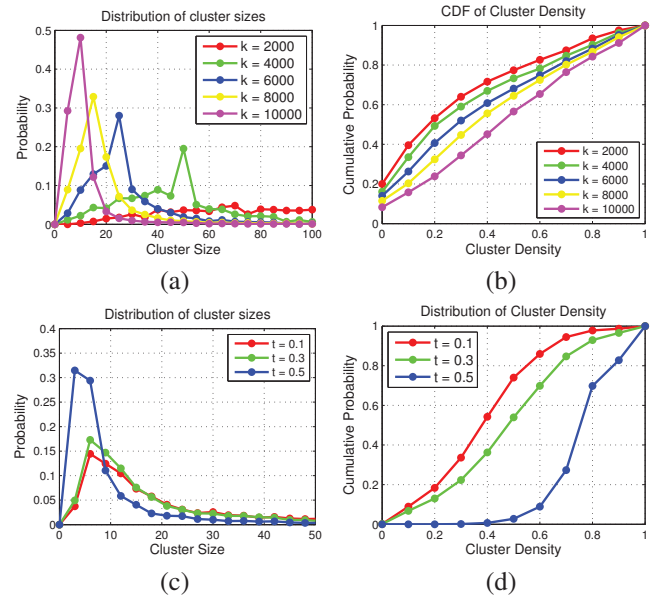 Distribution of cluster sizes
0.5
0.4
0.3
0.2
0.1
0
Probability
k = 2000
k = 4000
k = 6000
k = 8000
k = 10000
0 20 40 60 80 100
Cluster Size
(a)
CDF of Cluster Density
1
0.8
0.6
0.4
0.2
0
Cumulative Probability
k = 2000
k = 4000
k = 6000
k = 8000
k = 10000
0 0.2 0.4 0.6 0.8 1
Cluster Density
(b)
Distribution of cluster sizes
0.4
0.35
0.3
0.25
0.2
0.15
0.1
0.05
0
Probability
t = 0.1
t = 0.3
t = 0.5
0 10 20 30 40 50
Cluster Size
(c)
Distribution of Cluster Density
1
0.8
0.6
0.4
0.2
0
Cumulative Probability
t = 0.1
t = 0.3
t = 0.5
0 0.2 0.4 0.6 0.8 1
Cluster Density
(d)